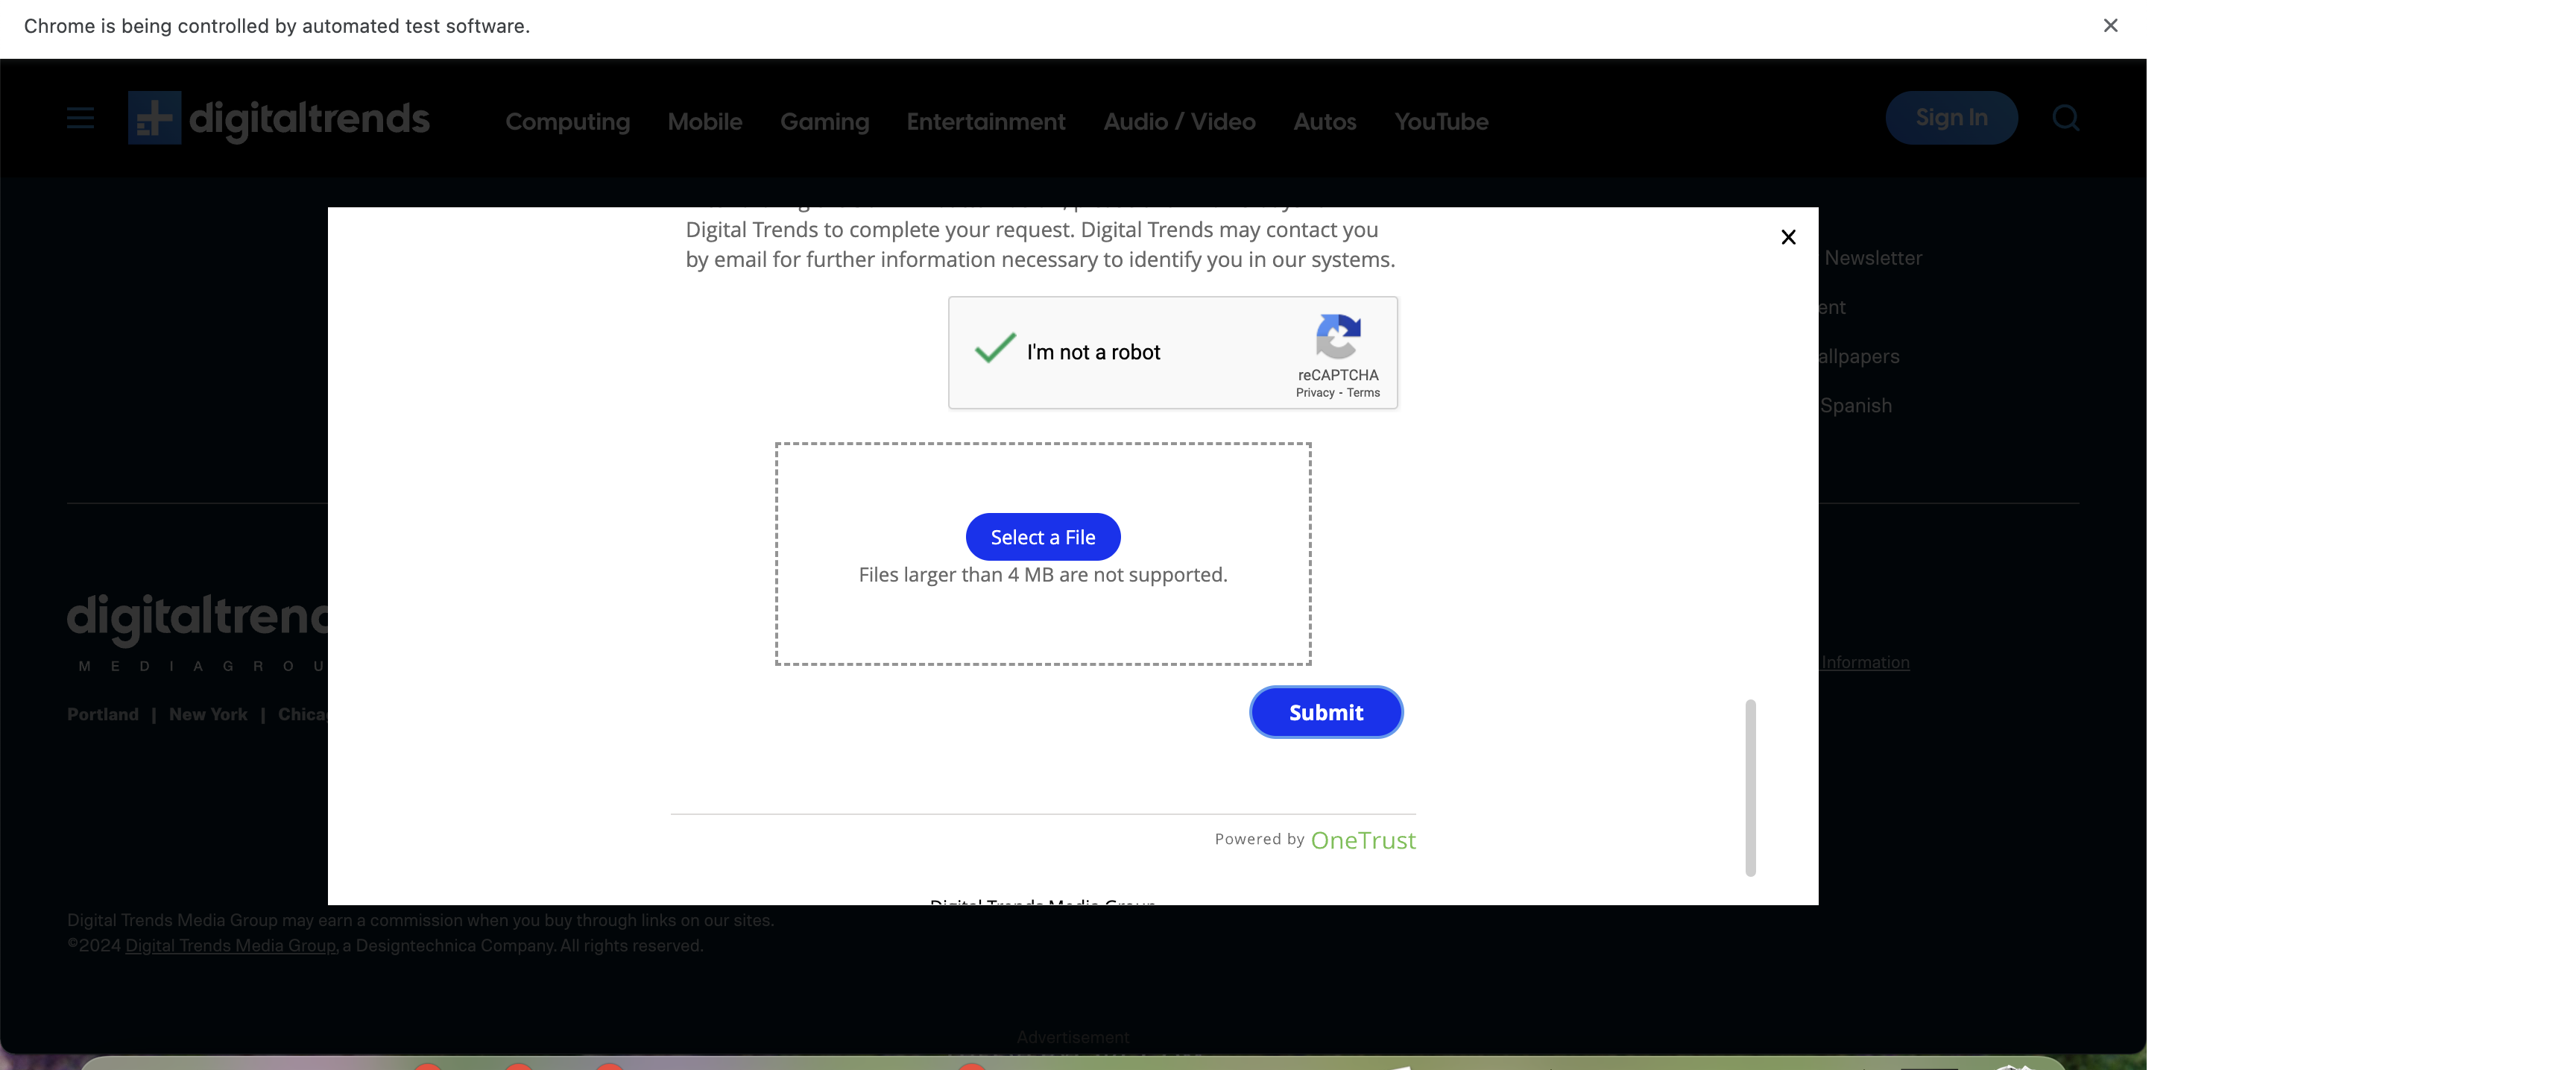 Chrome is being controlled by automated test software.
digitaltrends
Computing
Mobile
Gaming
Entertainment
Audio / Video
Autos
YouTube
Sign In
Digital Trends to complete your request. Digital Trends may contact you
by email for further information necessary to identify you in our systems.
Newsletter
ent
allpapers
Spanish
I'm not a robot
reCAPTCHA
Privacy - Terms
Select a File
Files larger than 4 MB are not supported.
Submit
Powered by OneTrust
Digital Trends Media Group
digitaltrend
MEDIAGROU
Information
Portland | New York | Chica
Digital Trends Media Group may earn a commission when you buy through links on our sites.
©2024 Digital Trends Media Group, a Designtechnica Company. All rights reserved.
Advertisement